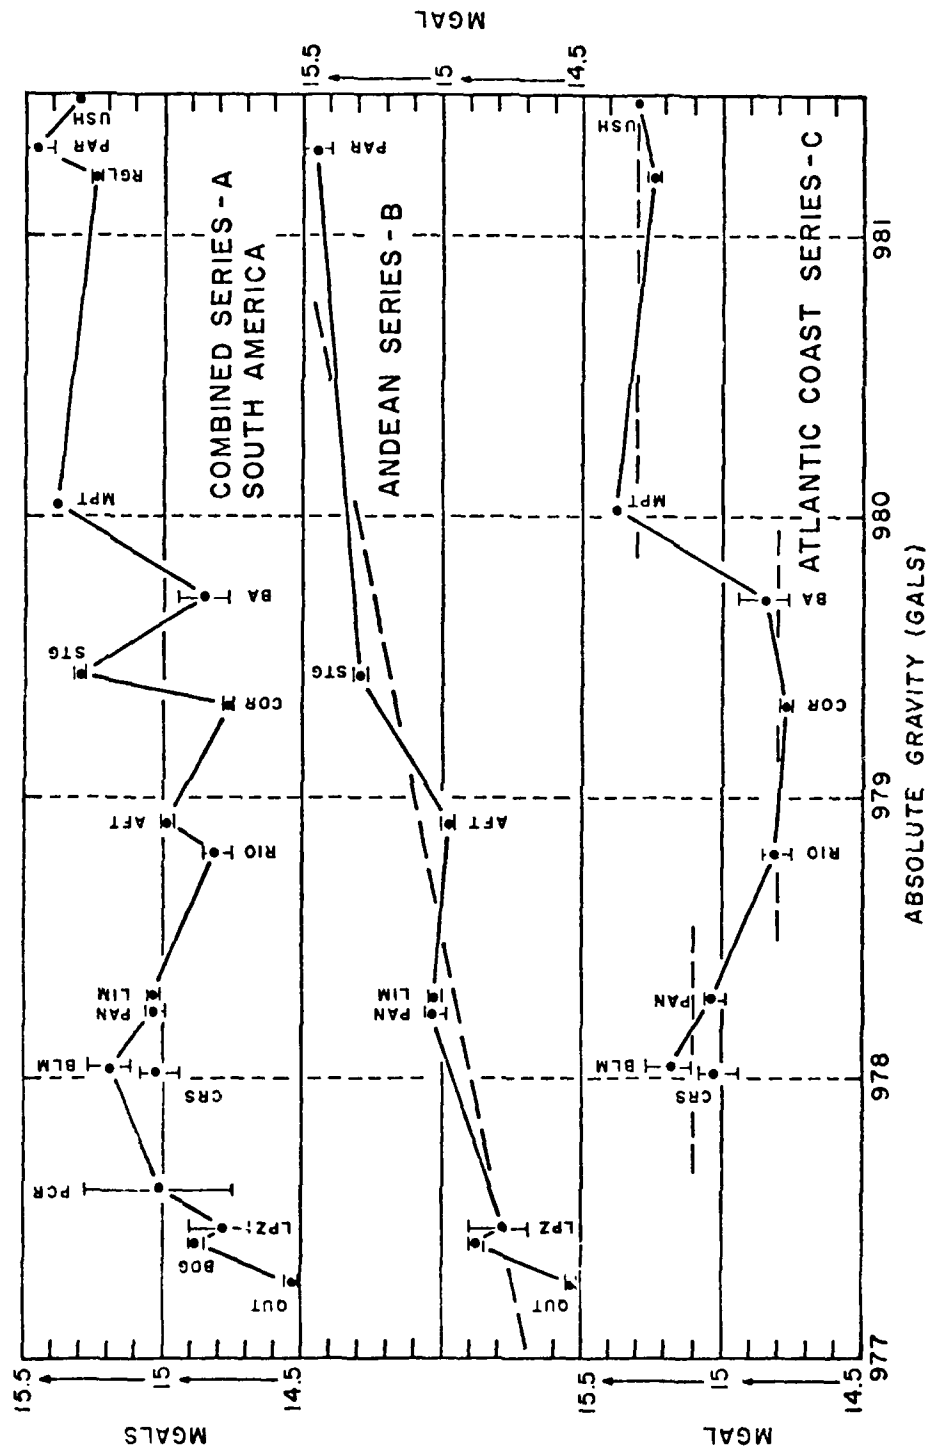 MGAL
15.5
15
14.5
USH
PAR
RGL
MPT
BA
STG
COR
AFT
RIO
LIM
PAN
BLM
CRS
PCR
LPZ
BOG
QUT
COMBINED SERIES-A
SOUTH AMERICA
15.5
15
14.5
MGALS
PAR
STG
AFT
LIM
PAN
LPZ
QUT
ANDEAN SERIES-B
USH
MPT
BA
COR
RIO
PAN
BLM
CRS
ATLANTIC COAST SERIES-C
15.5
15
14.5
MGAL
977
978
979
980
981
ABSOLUTE GRAVITY (GALS)